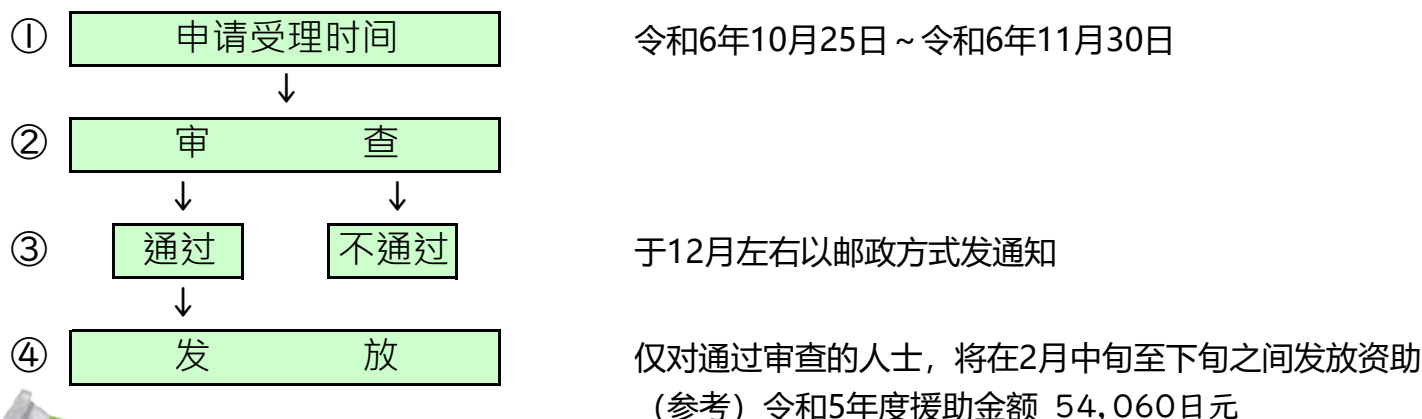 ① 申请受理时间 令和6年10月25日～令和6年11月30日
↓
② 审 查
↓ ↓
③ 通过 不通过 于12月左右以邮政方式发通知
↓
④ 发 放 仅对通过审查的人士，将在2月中旬至下旬之间发放资助
（参考）令和5年度援助金额 54,060日元